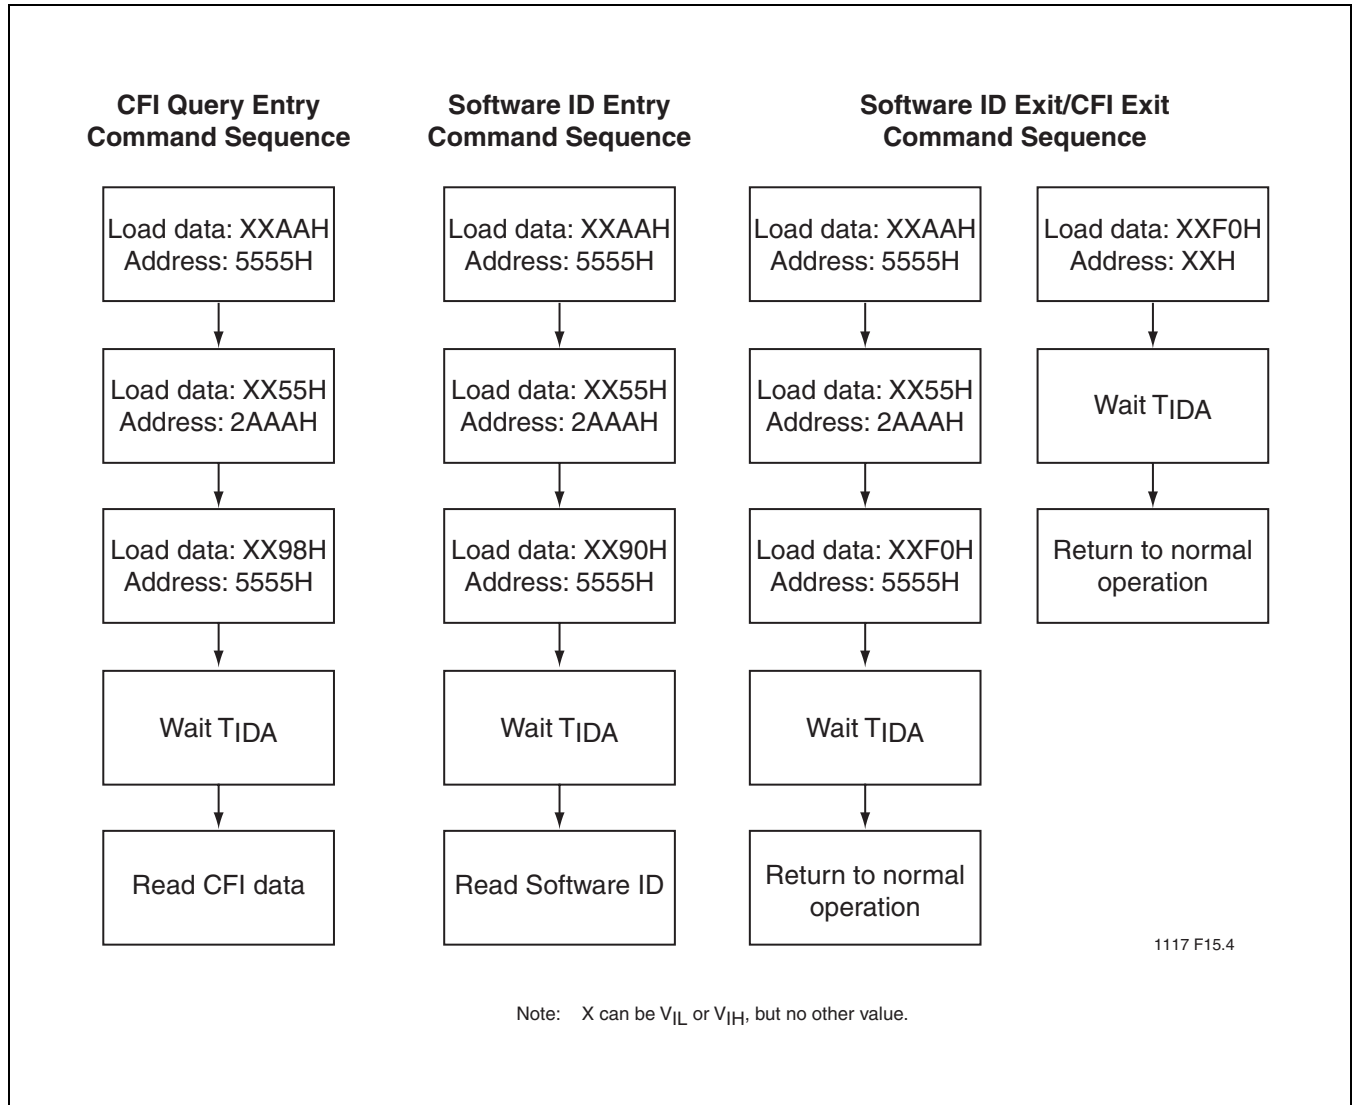 CFI Query Entry
Command Sequence
Load data: XXAAH
Address: 5555H
Load data: XX55H
Address: 2AAAH
Load data: XX98H
Address: 5555H
Wait TIDA
Read CFI data
Software ID Entry
Command Sequence
Load data: XXAAH
Address: 5555H
Load data: XX55H
Address: 2AAAH
Load data: XX90H
Address: 5555H
Wait TIDA
Read Software ID
Software ID Exit/CFI Exit
Command Sequence
Load data: XXAAH
Address: 5555H
Load data: XX55H
Address: 2AAAH
Load data: XXF0H
Address: 5555H
Wait TIDA
Return to normal
operation
Load data: XXF0H
Address: XXH
Wait TIDA
Return to normal
operation
1117 F15.4
Note: X can be VIL or VIH, but no other value.